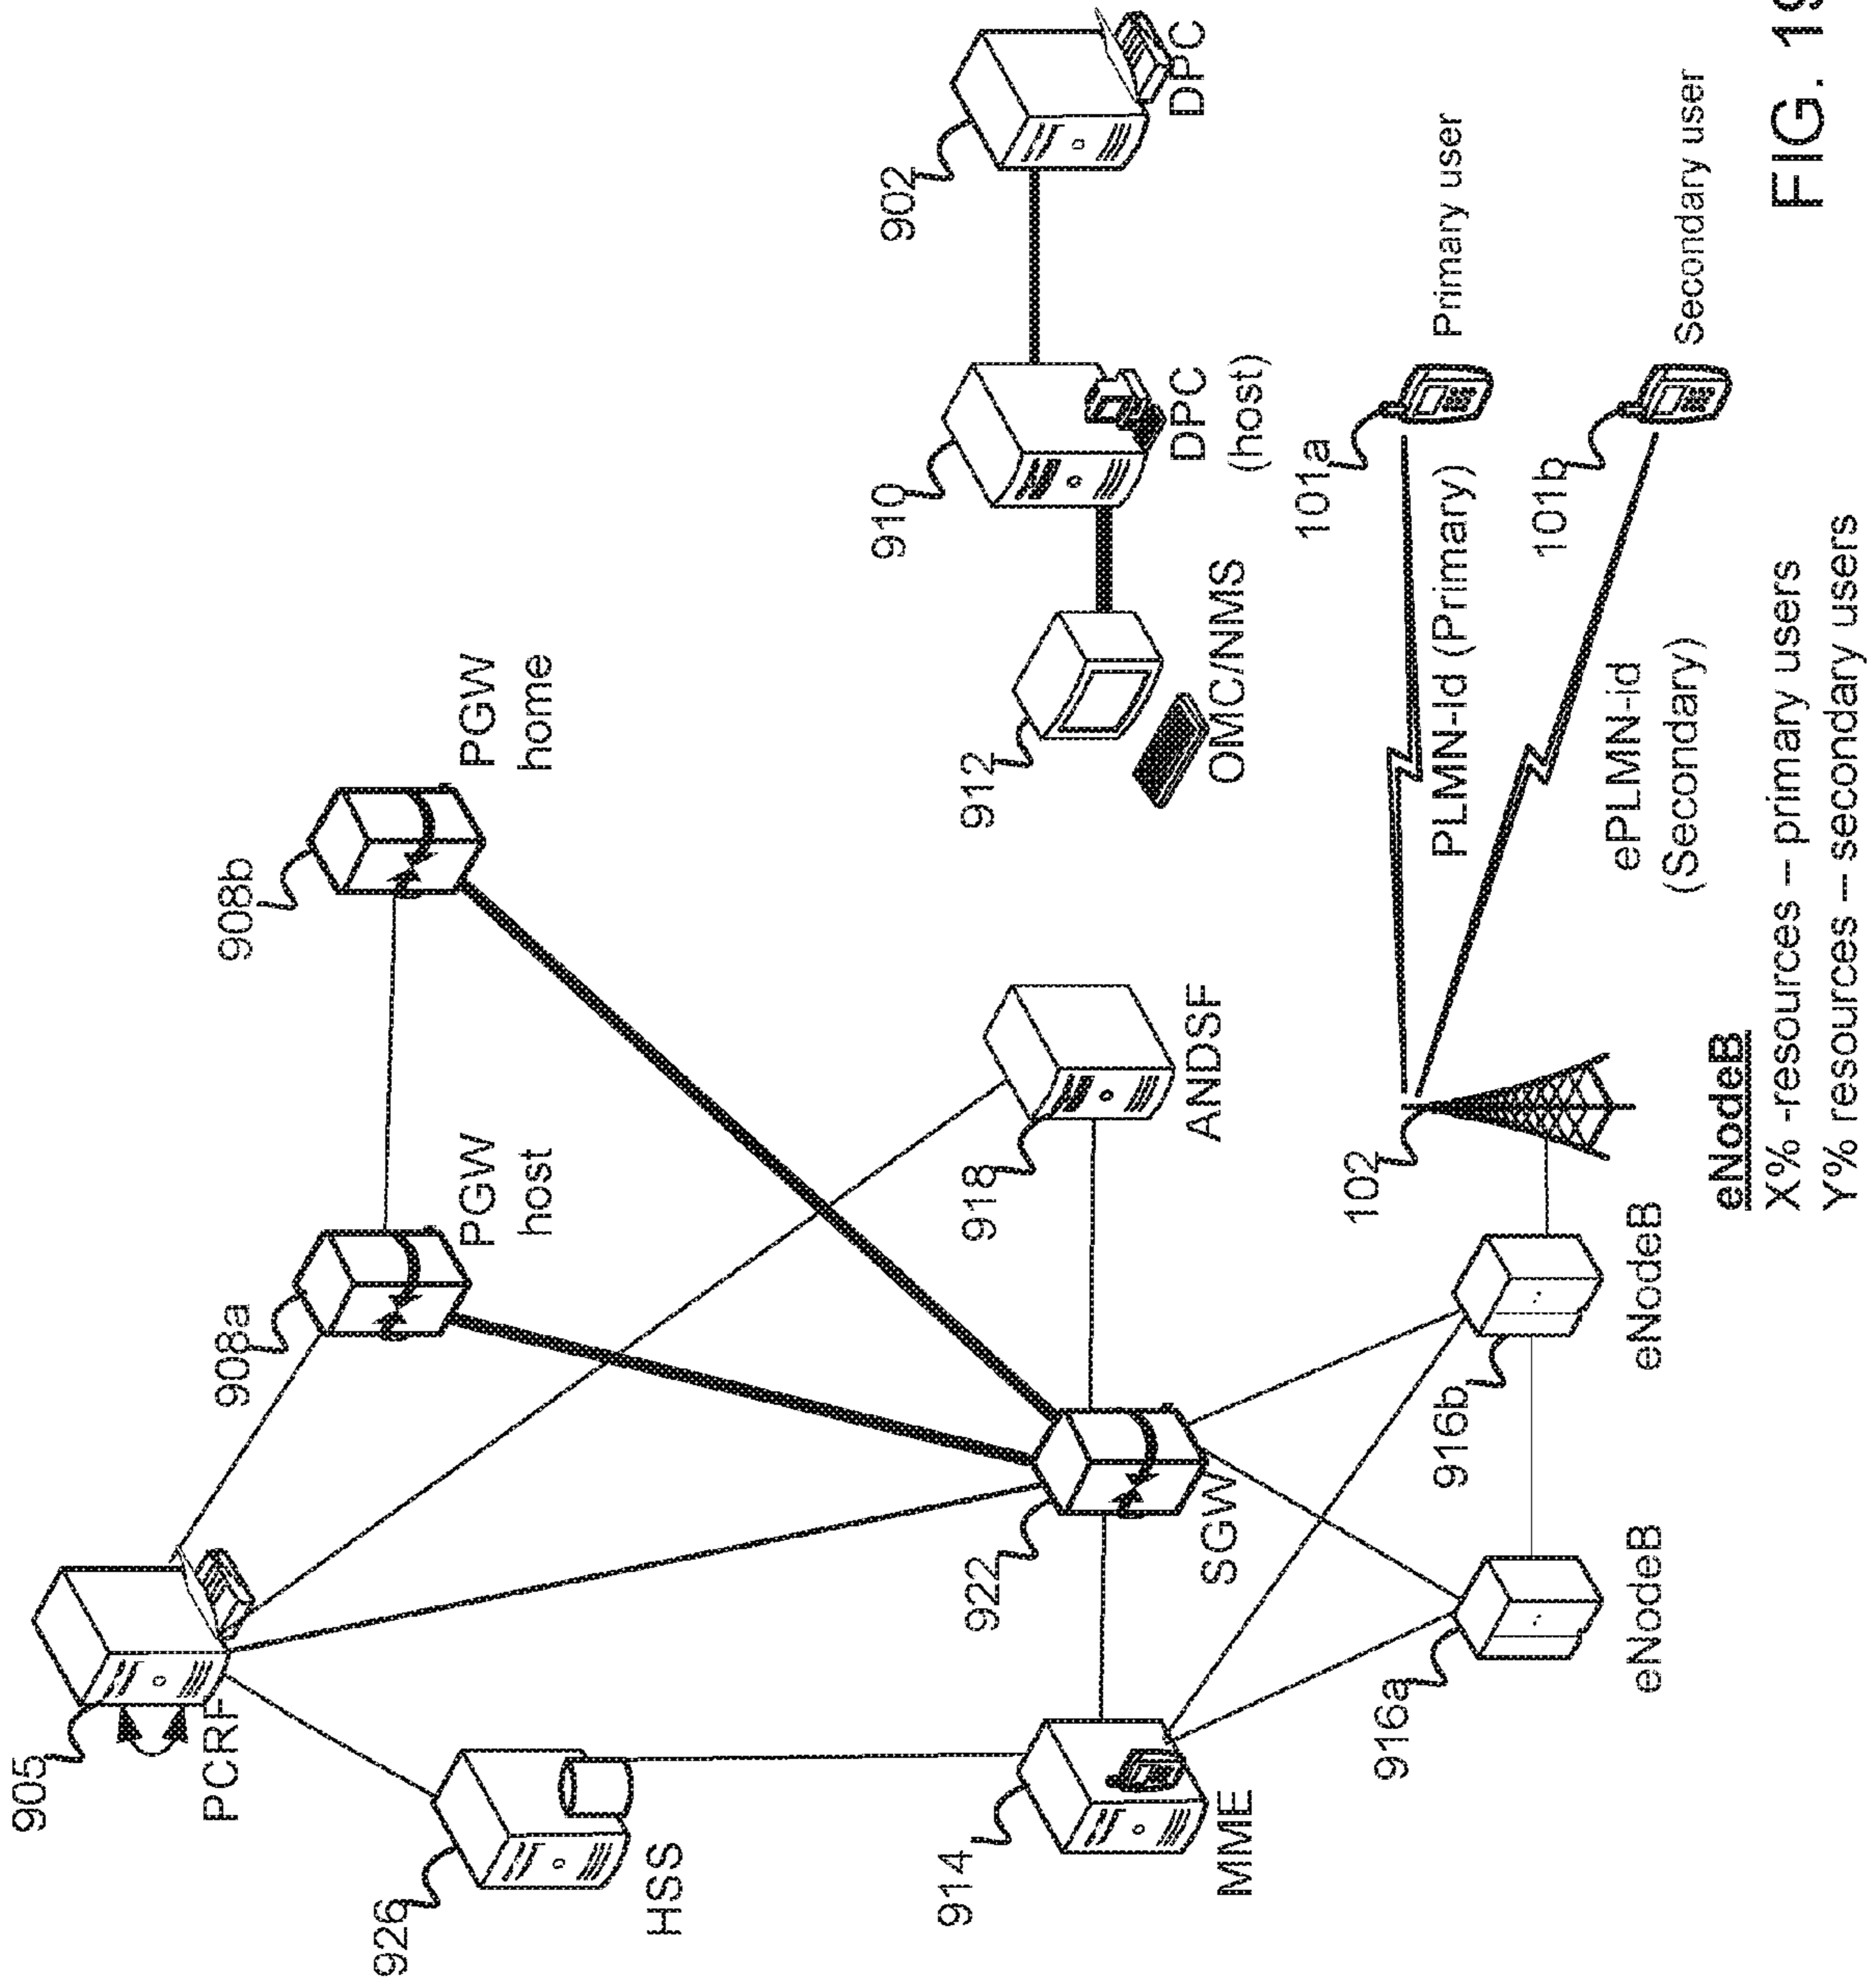 905
PCRF
926
HSS
908a
PGW
host
908b
PGW
home
914
MME
922
SGW
918
ANDSF
912
OMC/NMS
910
DPC
(host)
902
DPC
916a
eNodeB
916b
eNodeB
102
PLMN-id (Primary)
ePLMN-id
(Secondary)
101a
Primary user
101b
Secondary user
eNodeB
X% -resources – primary users
Y% resources – secondary users
FIG. 19